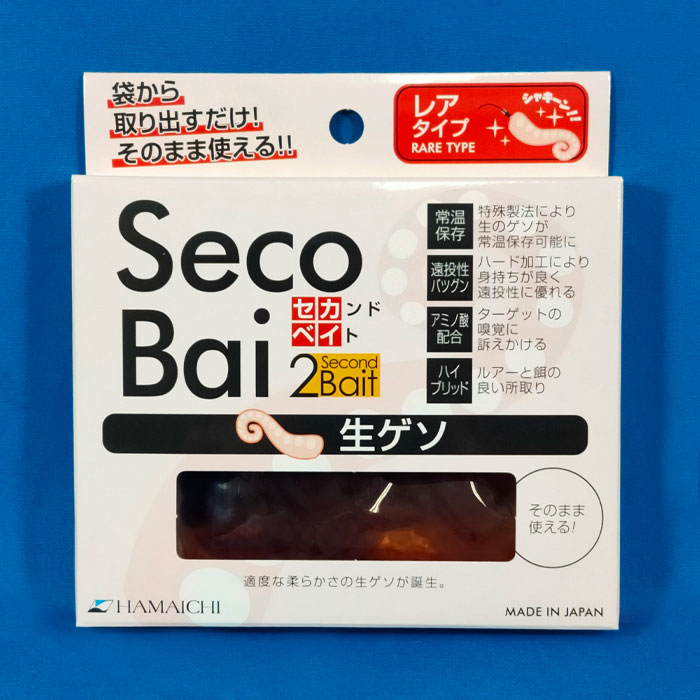 袋から
取り出すだけ!
そのまま使える!!
レア
タイプ
RARE TYPE
シャキーン!!
Seco
Bai
セカンド
ベイト
2 Second
Bait
常温
保存
特殊製法により
生のゲソが
常温保存可能に
遠投性
バツグン
ハード加工により
身持ちが良く
遠投性に優れる
アミノ酸
配合
ターゲットの
嗅覚に
訴えかける
ハイ
ブリッド
ルアーと餌の
良い所取り
生ゲソ
そのまま
使える!
適度な柔らかさの生ゲソが誕生。
HAMAICHI
MADE IN JAPAN